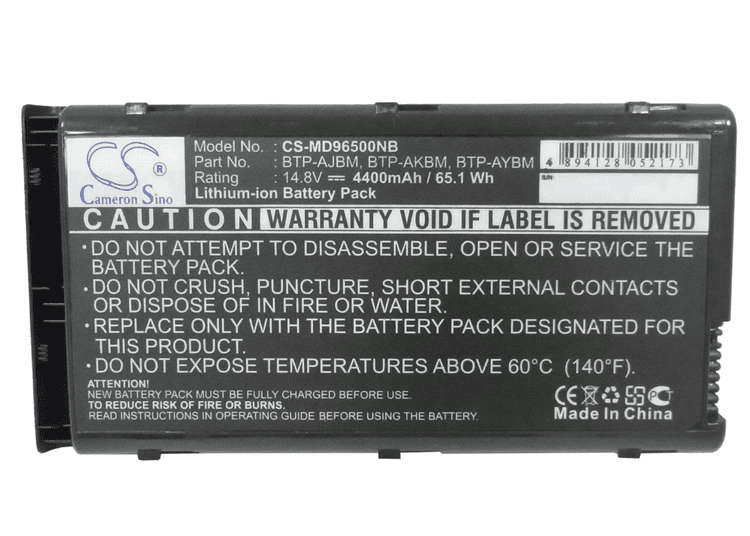 CS
Cameron Sino
Model No. : CS-MD96500NB
Part No. : BTP-AJBM, BTP-AKBM, BTP-AYBM
Rating : 14.8V ⎓ 4400mAh / 65.1 Wh
Lithium-ion Battery Pack
4 894128 052173
S/N:
CAUTION WARRANTY VOID IF LABEL IS REMOVED
•DO NOT ATTEMPT TO DISASSEMBLE, OPEN OR SERVICE THE
BATTERY PACK.
•DO NOT CRUSH, PUNCTURE, SHORT EXTERNAL CONTACTS
OR DISPOSE OF IN FIRE OR WATER.
•REPLACE ONLY WITH THE BATTERY PACK DESIGNATED FOR
THIS PRODUCT.
•DO NOT EXPOSE TEMPERATURES ABOVE 60°C (140°F).
ATTENTION!
NEW BATTERY PACK MUST BE FULLY CHARGED BEFORE INITIAL USE.
TO REDUCE RISK OF FIRE OR BURNS.
READ USER'S GUIDE BEFORE USING THE BATTERY.
CE
Made In China